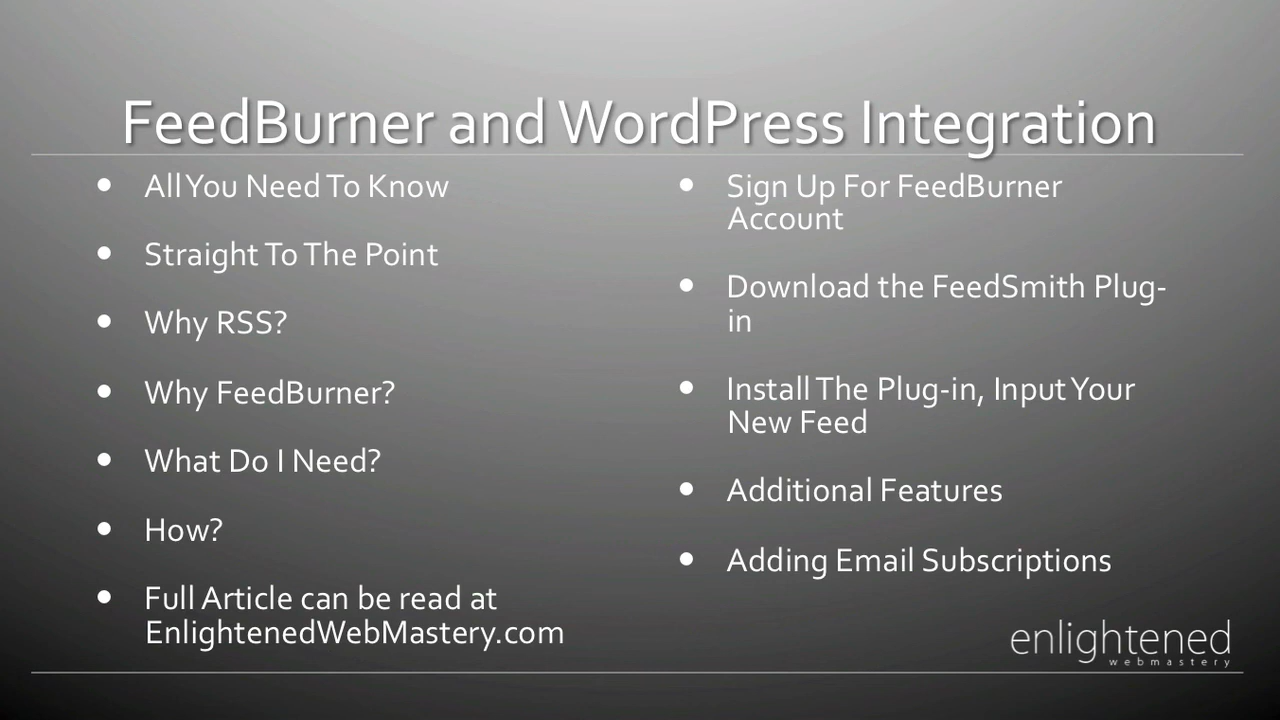 FeedBurner and WordPress Integration
• All You Need To Know
• Straight To The Point
• Why RSS?
• Why FeedBurner?
• What Do I Need?
• How?
• Full Article can be read at
EnlightenedWebMastery.com
• Sign Up For FeedBurner
Account
• Download the FeedSmith Plug-
in
• Install The Plug-in, Input Your
New Feed
• Additional Features
• Adding Email Subscriptions
enlightened
webmastery